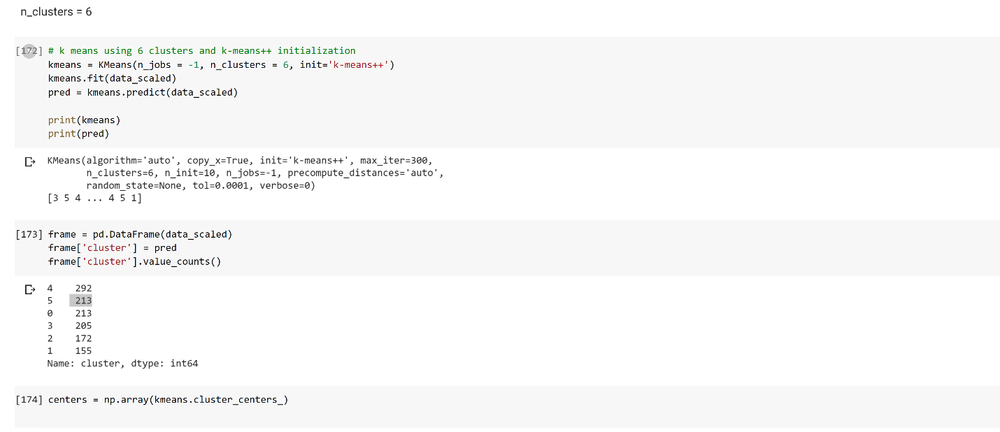 n_clusters = 6
[172] # k means using 6 clusters and k-means++ initialization
kmeans = KMeans(n_jobs = -1, n_clusters = 6, init='k-means++')
kmeans.fit(data_scaled)
pred = kmeans.predict(data_scaled)
print(kmeans)
print(pred)
KMeans(algorithm='auto', copy_x=True, init='k-means++', max_iter=300,
n_clusters=6, n_init=10, n_jobs=-1, precompute_distances='auto',
random_state=None, tol=0.0001, verbose=0)
[3 5 4 ... 4 5 1]
[173] frame = pd.DataFrame(data_scaled)
frame['cluster'] = pred
frame['cluster'].value_counts()
4 292
5 213
0 213
3 205
2 172
1 155
Name: cluster, dtype: int64
[174] centers = np.array(kmeans.cluster_centers_)